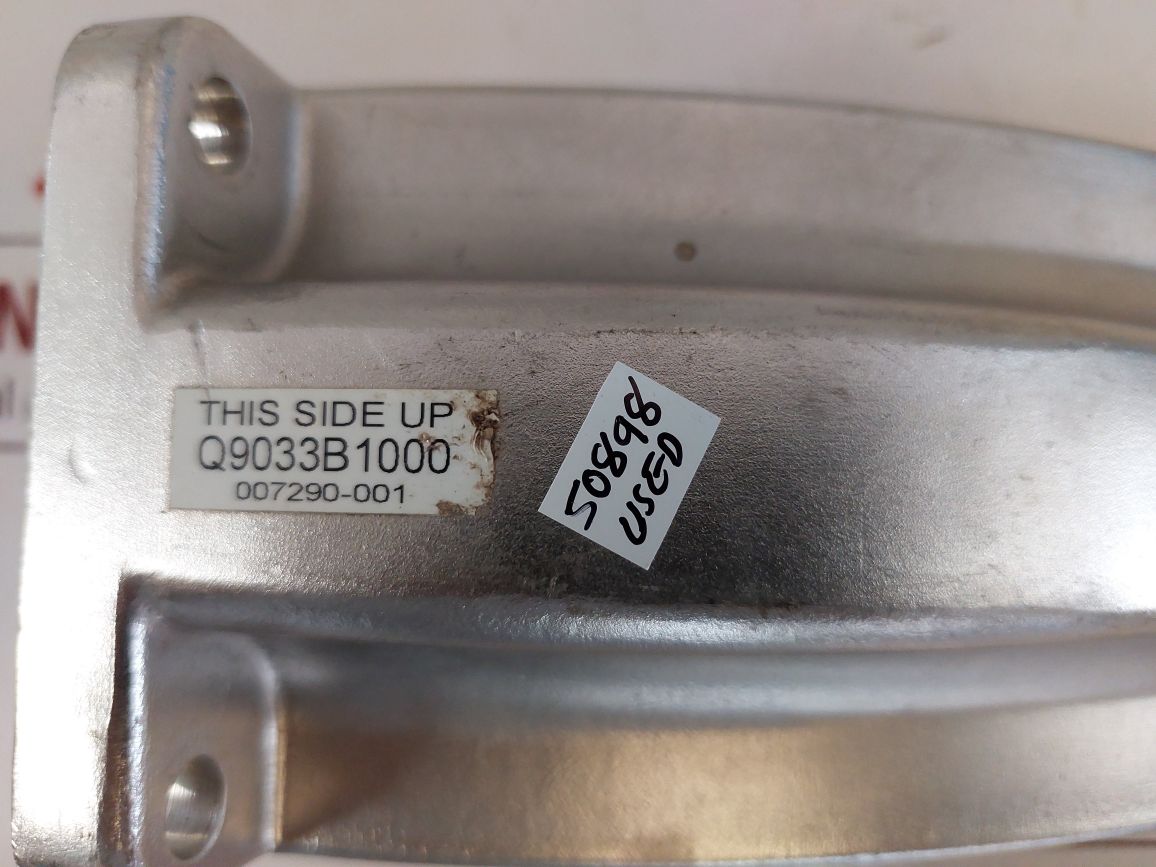 THIS SIDE UP
Q9033B1000
007290-001
50898
USED